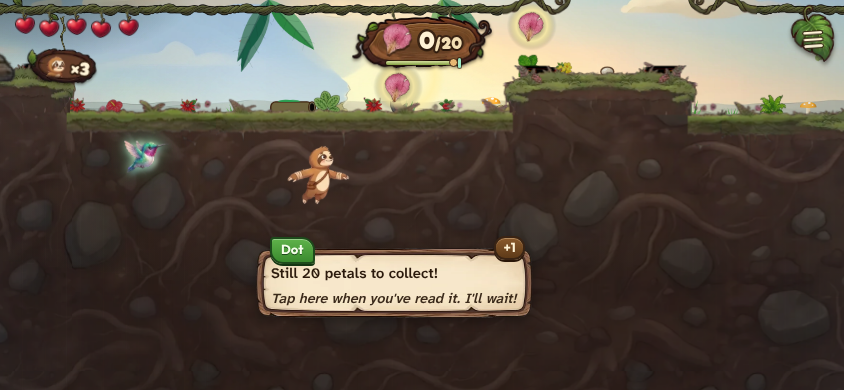 0/20
×3
Dot
+1
Still 20 petals to collect!
Tap here when you've read it. I'll wait!